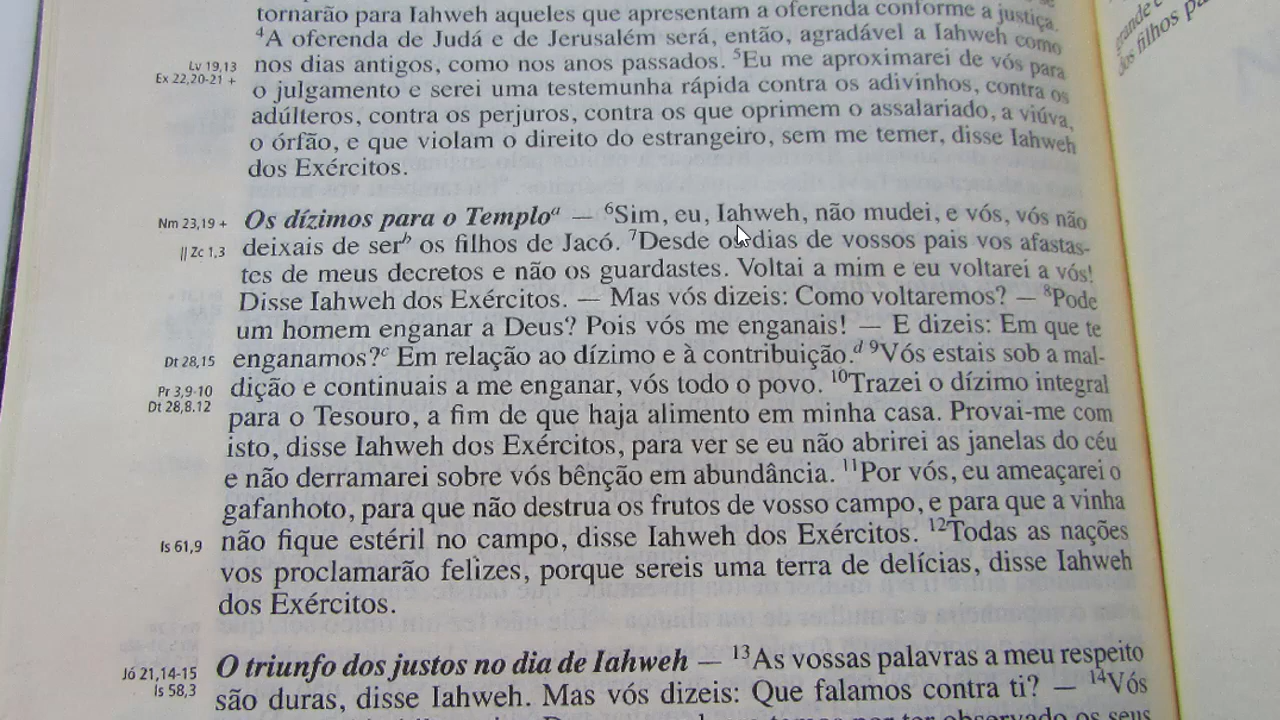 tornarão para Iahweh aqueles que apresentam a oferenda conforme a justiça.
⁴A oferenda de Judá e de Jerusalém será, então, agradável a Iahweh como
Lv 19,13 nos dias antigos, como nos anos passados. ⁵Eu me aproximarei de vós para
Ex 22,20-21 + o julgamento e serei uma testemunha rápida contra os adivinhos, contra os
adúlteros, contra os perjuros, contra os que oprimem o assalariado, a viúva,
o órfão, e que violam o direito do estrangeiro, sem me temer, disse Iahweh
dos Exércitos.
Nm 23,19 + Os dízimos para o Temploᵃ — ⁶Sim, eu, Iahweh, não mudei, e vós, vós não
|| Zc 1,3 deixais de serᵇ os filhos de Jacó. ⁷Desde os dias de vossos pais vos afastas-
tes de meus decretos e não os guardastes. Voltai a mim e eu voltarei a vós!
Disse Iahweh dos Exércitos. — Mas vós dizeis: Como voltaremos? — ⁸Pode
um homem enganar a Deus? Pois vós me enganais! — E dizeis: Em que te
Dt 28,15 enganamos?ᶜ Em relação ao dízimo e à contribuição.ᵈ ⁹Vós estais sob a mal-
Pr 3,9-10 dição e continuais a me enganar, vós todo o povo. ¹⁰Trazei o dízimo integral
Dt 28,8.12 para o Tesouro, a fim de que haja alimento em minha casa. Provai-me com
isto, disse Iahweh dos Exércitos, para ver se eu não abrirei as janelas do céu
e não derramarei sobre vós bênção em abundância. ¹¹Por vós, eu ameaçarei o
gafanhoto, para que não destrua os frutos de vosso campo, e para que a vinha
Is 61,9 não fique estéril no campo, disse Iahweh dos Exércitos. ¹²Todas as nações
vos proclamarão felizes, porque sereis uma terra de delícias, disse Iahweh
dos Exércitos.
Jó 21,14-15 O triunfo dos justos no dia de Iahweh — ¹³As vossas palavras a meu respeito
Is 58,3 são duras, disse Iahweh. Mas vós dizeis: Que falamos contra ti? — ¹⁴Vós
grande
dos filhos